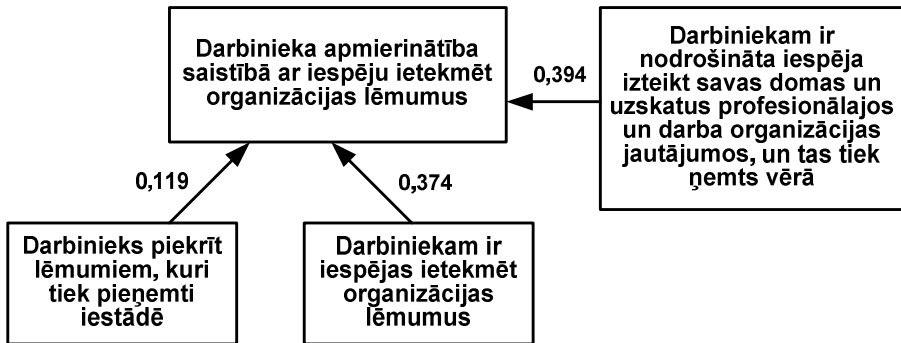 Darbinieka apmierinātība
saistībā ar iespēju ietekmēt
organizācijas lēmumus
0,394
Darbiniekam ir
nodrošināta iespēja
izteikt savas domas un
uzskatus profesionālajos
un darba organizācijas
jautājumos, un tas tiek
ņemts vērā
0,119
0,374
Darbinieks piekrīt
lēmumiem, kuri
tiek pieņemti
iestādē
Darbiniekam ir
iespējas ietekmēt
organizācijas
lēmumus